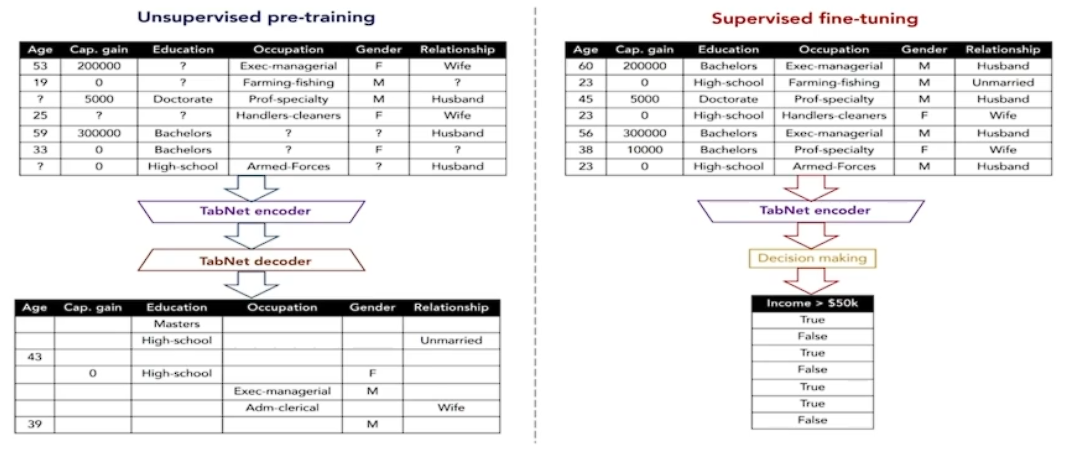 Unsupervised pre-training
Age Cap. gain Education Occupation Gender Relationship
53 200000 ? Exec-managerial F Wife
19 0 ? Farming-fishing M ?
? 5000 Doctorate Prof-specialty M Husband
25 ? ? Handlers-cleaners F Wife
59 300000 Bachelors ? ? Husband
33 0 Bachelors ? F ?
? 0 High-school Armed-Forces ? Husband
TabNet encoder
TabNet decoder
Age Cap. gain Education Occupation Gender Relationship
Masters
High-school Unmarried
43
0 High-school F
Exec-managerial M
Adm-clerical Wife
39 M
Supervised fine-tuning
Age Cap. gain Education Occupation Gender Relationship
60 200000 Bachelors Exec-managerial M Husband
23 0 High-school Farming-fishing M Unmarried
45 5000 Doctorate Prof-specialty M Husband
23 0 High-school Handlers-cleaners F Wife
56 300000 Bachelors Exec-managerial M Husband
38 10000 Bachelors Prof-specialty F Wife
23 0 High-school Armed-Forces M Husband
TabNet encoder
Decision making
Income > $50k
True
False
True
False
True
True
False